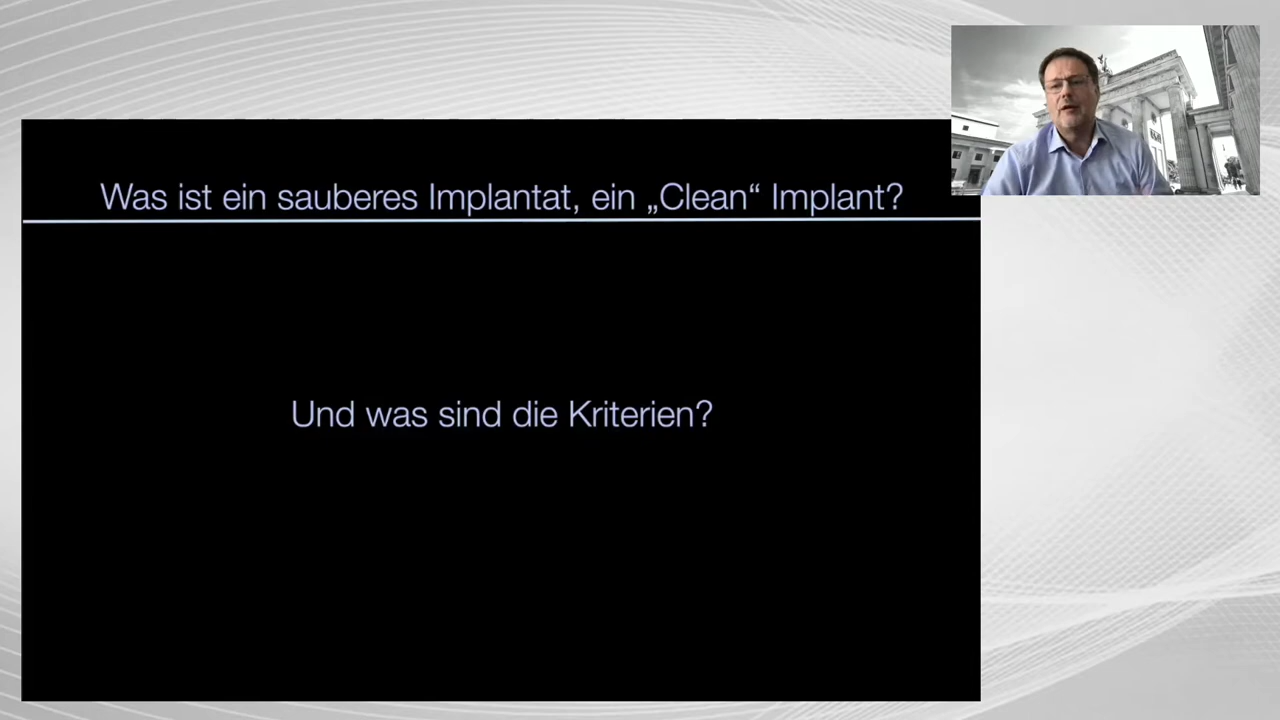 Was ist ein sauberes Implantat, ein „Clean“ Implant?
Und was sind die Kriterien?